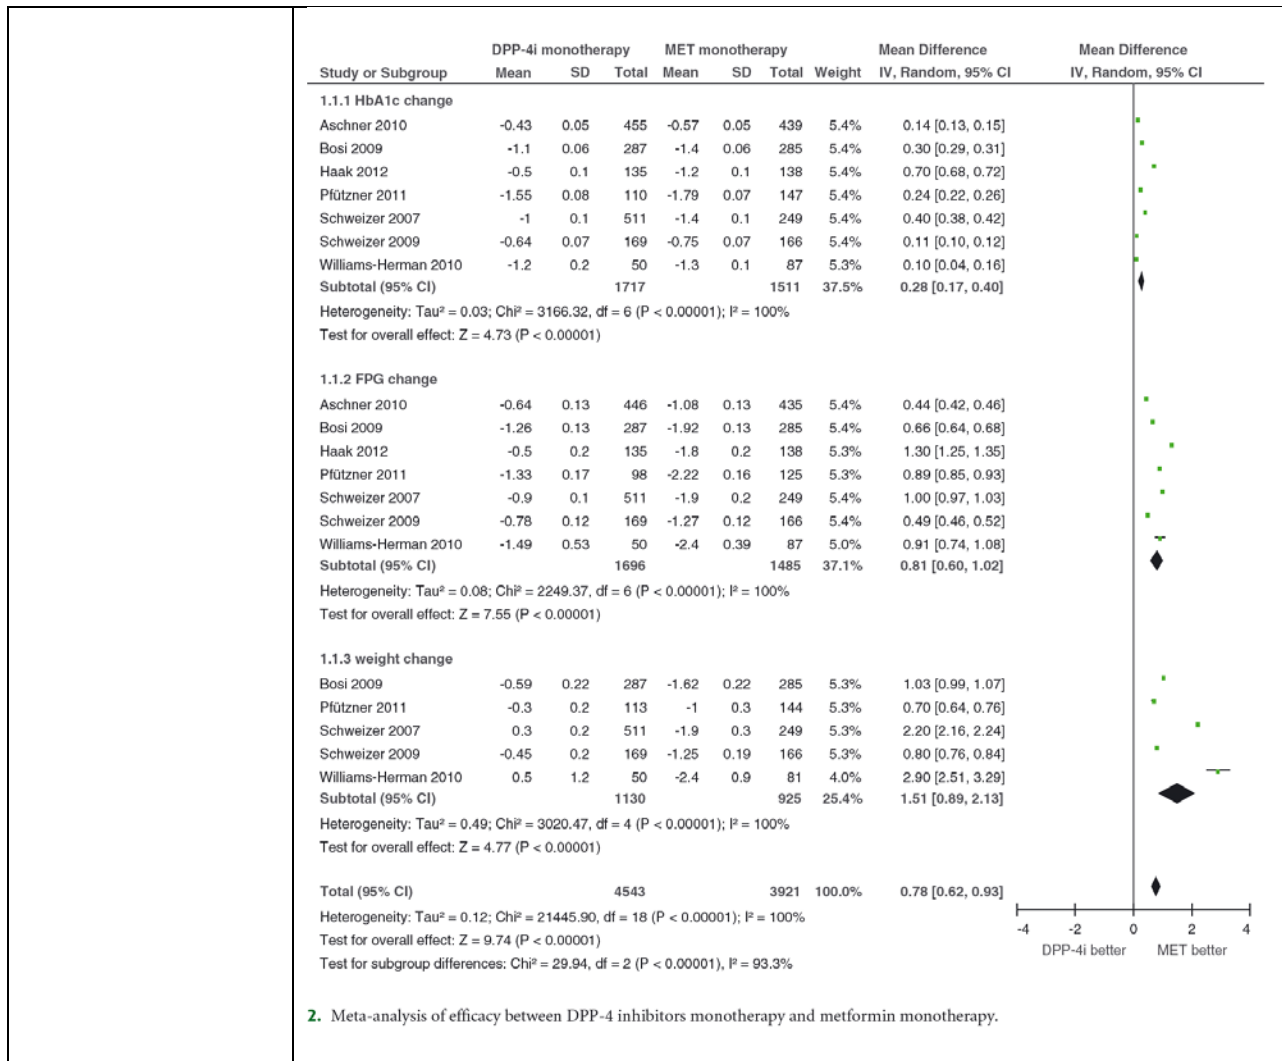 DPP-4i monotherapy MET monotherapy Mean Difference Mean Difference
Study or Subgroup Mean SD Total Mean SD Total Weight IV, Random, 95% CI IV, Random, 95% CI
1.1.1 HbA1c change
Aschner 2010 -0.43 0.05 455 -0.57 0.05 439 5.4% 0.14 [0.13, 0.15]
Bosi 2009 -1.1 0.06 287 -1.4 0.06 285 5.4% 0.30 [0.29, 0.31]
Haak 2012 -0.5 0.1 135 -1.2 0.1 138 5.4% 0.70 [0.68, 0.72]
Pfützner 2011 -1.55 0.08 110 -1.79 0.07 147 5.4% 0.24 [0.22, 0.26]
Schweizer 2007 -1 0.1 511 -1.4 0.1 249 5.4% 0.40 [0.38, 0.42]
Schweizer 2009 -0.64 0.07 169 -0.75 0.07 166 5.4% 0.11 [0.10, 0.12]
Williams-Herman 2010 -1.2 0.2 50 -1.3 0.1 87 5.3% 0.10 [0.04, 0.16]
Subtotal (95% CI) 1717 1511 37.5% 0.28 [0.17, 0.40]
Heterogeneity: Tau² = 0.03; Chi² = 3166.32, df = 6 (P < 0.00001); I² = 100%
Test for overall effect: Z = 4.73 (P < 0.00001)
1.1.2 FPG change
Aschner 2010 -0.64 0.13 446 -1.08 0.13 435 5.4% 0.44 [0.42, 0.46]
Bosi 2009 -1.26 0.13 287 -1.92 0.13 285 5.4% 0.66 [0.64, 0.68]
Haak 2012 -0.5 0.2 135 -1.8 0.2 138 5.3% 1.30 [1.25, 1.35]
Pfützner 2011 -1.33 0.17 98 -2.22 0.16 125 5.4% 0.89 [0.85, 0.93]
Schweizer 2007 -0.9 0.1 511 -1.9 0.2 249 5.4% 1.00 [0.97, 1.03]
Schweizer 2009 -0.78 0.12 169 -1.27 0.12 166 5.4% 0.49 [0.46, 0.52]
Williams-Herman 2010 -1.49 0.53 50 -2.4 0.39 87 5.0% 0.91 [0.74, 1.08]
Subtotal (95% CI) 1696 1485 37.1% 0.81 [0.60, 1.02]
Heterogeneity: Tau² = 0.08; Chi² = 2249.37, df = 6 (P < 0.00001); I² = 100%
Test for overall effect: Z = 7.55 (P < 0.00001)
1.1.3 weight change
Bosi 2009 -0.59 0.22 287 -1.62 0.22 285 5.3% 1.03 [0.99, 1.07]
Pfützner 2011 -0.3 0.2 113 -1 0.3 144 5.3% 0.70 [0.64, 0.76]
Schweizer 2007 0.3 0.2 511 -1.9 0.3 249 5.3% 2.20 [2.16, 2.24]
Schweizer 2009 -0.45 0.2 169 -1.25 0.19 166 5.3% 0.80 [0.76, 0.84]
Williams-Herman 2010 0.5 1.2 50 -2.4 0.9 81 4.0% 2.90 [2.51, 3.29]
Subtotal (95% CI) 1130 925 25.4% 1.51 [0.89, 2.13]
Heterogeneity: Tau² = 0.49; Chi² = 3020.47, df = 4 (P < 0.00001); I² = 100%
Test for overall effect: Z = 4.77 (P < 0.00001)
Total (95% CI) 4543 3921 100.0% 0.78 [0.62, 0.93]
Heterogeneity: Tau² = 0.12; Chi² = 21445.90, df = 18 (P < 0.00001); I² = 100%
Test for overall effect: Z = 9.74 (P < 0.00001)
Test for subgroup differences: Chi² = 29.94, df = 2 (P < 0.00001), I² = 93.3%
-4 -2 0 2 4
DPP-4i better MET better
2. Meta-analysis of efficacy between DPP-4 inhibitors monotherapy and metformin monotherapy.